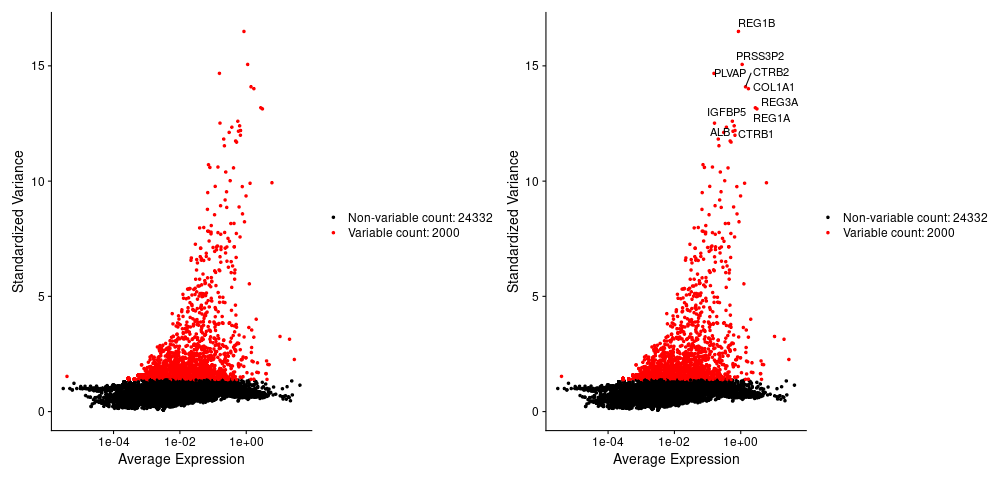 Standardized Variance
15
10
5
0
1e-04
1e-02
1e+00
Average Expression
Non-variable count: 24332
Variable count: 2000
Standardized Variance
15
10
5
0
1e-04
1e-02
1e+00
Average Expression
REG1B
PRSS3P2
PLVAP
CTRB2
COL1A1
REG3A
IGFBP5
REG1A
ALB
CTRB1
Non-variable count: 24332
Variable count: 2000